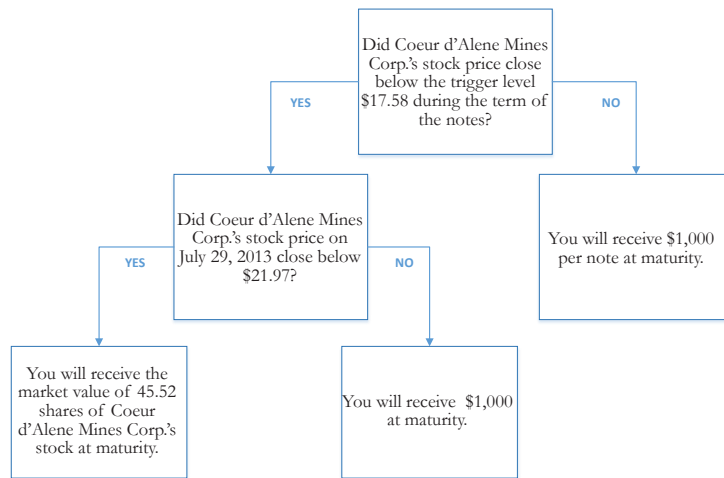 Did Coeur d'Alene Mines
Corp.'s stock price close
below the trigger level
$17.58 during the term of
the notes?
YES
NO
Did Coeur d'Alene Mines
Corp.'s stock price on
July 29, 2013 close below
$21.97?
You will receive $1,000
per note at maturity.
YES
NO
You will receive the
market value of 45.52
shares of Coeur
d'Alene Mines Corp.'s
stock at maturity.
You will receive $1,000
at maturity.